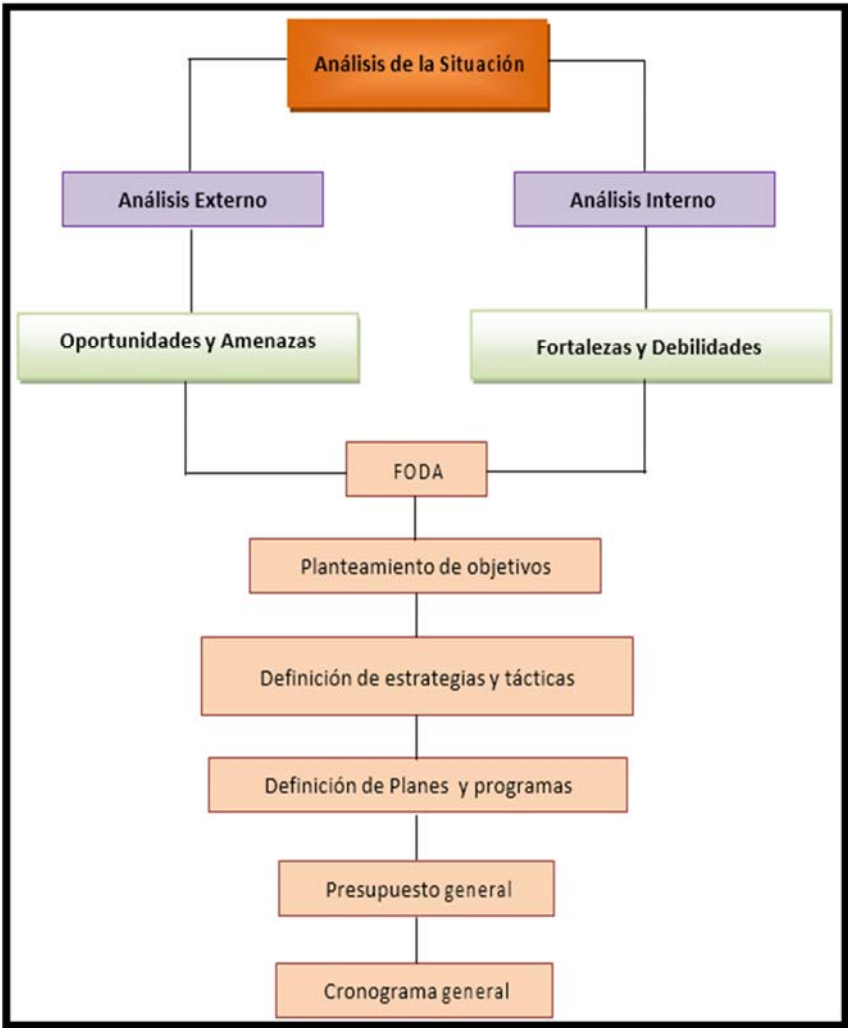 Análisis de la Situación
Análisis Externo
Análisis Interno
Oportunidades y Amenazas
Fortalezas y Debilidades
FODA
Planteamiento de objetivos
Definición de estrategias y tácticas
Definición de Planes y programas
Presupuesto general
Cronograma general